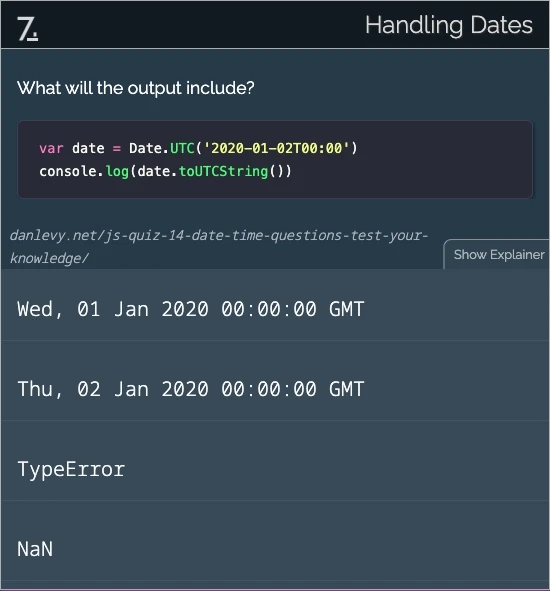 7.
Handling Dates
What will the output include?
var date = Date.UTC('2020-01-02T00:00')
console.log(date.toUTCString())
danlevy.net/js-quiz-14-date-time-questions-test-your-
knowledge/
Show Explainer
Wed, 01 Jan 2020 00:00:00 GMT
Thu, 02 Jan 2020 00:00:00 GMT
TypeError
NaN